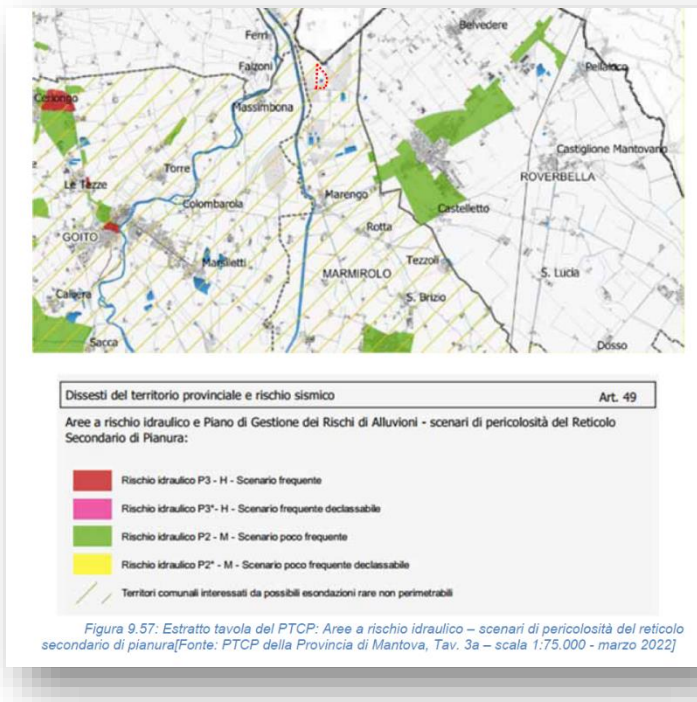 Ferri
Belvedere
Falzoni
Pellaloco
Cerlongo
Massimbona
Castiglione Mantovano
Torre
ROVERBELLA
Le Tezze
Marengo
Colombarola
Castelletto
Rotta
GOITO
Marsiletti
Tezzoli
MARMIROLO
S. Lucia
Calliera
S. Brizio
Sacca
Dosso
Dissesti del territorio provinciale e rischio sismico Art. 49
Aree a rischio idraulico e Piano di Gestione dei Rischi di Alluvioni - scenari di pericolosità del Reticolo
Secondario di Pianura:
Rischio idraulico P3 - H - Scenario frequente
Rischio idraulico P3*- H - Scenario frequente declassabile
Rischio idraulico P2 - M - Scenario poco frequente
Rischio idraulico P2* - M - Scenario poco frequente declassabile
Territori comunali interessati da possibili esondazioni rare non perimetrabili
Figura 9.57: Estratto tavola del PTCP: Aree a rischio idraulico – scenari di pericolosità del reticolo
secondario di pianura[Fonte: PTCP della Provincia di Mantova, Tav. 3a – scala 1:75.000 - marzo 2022]